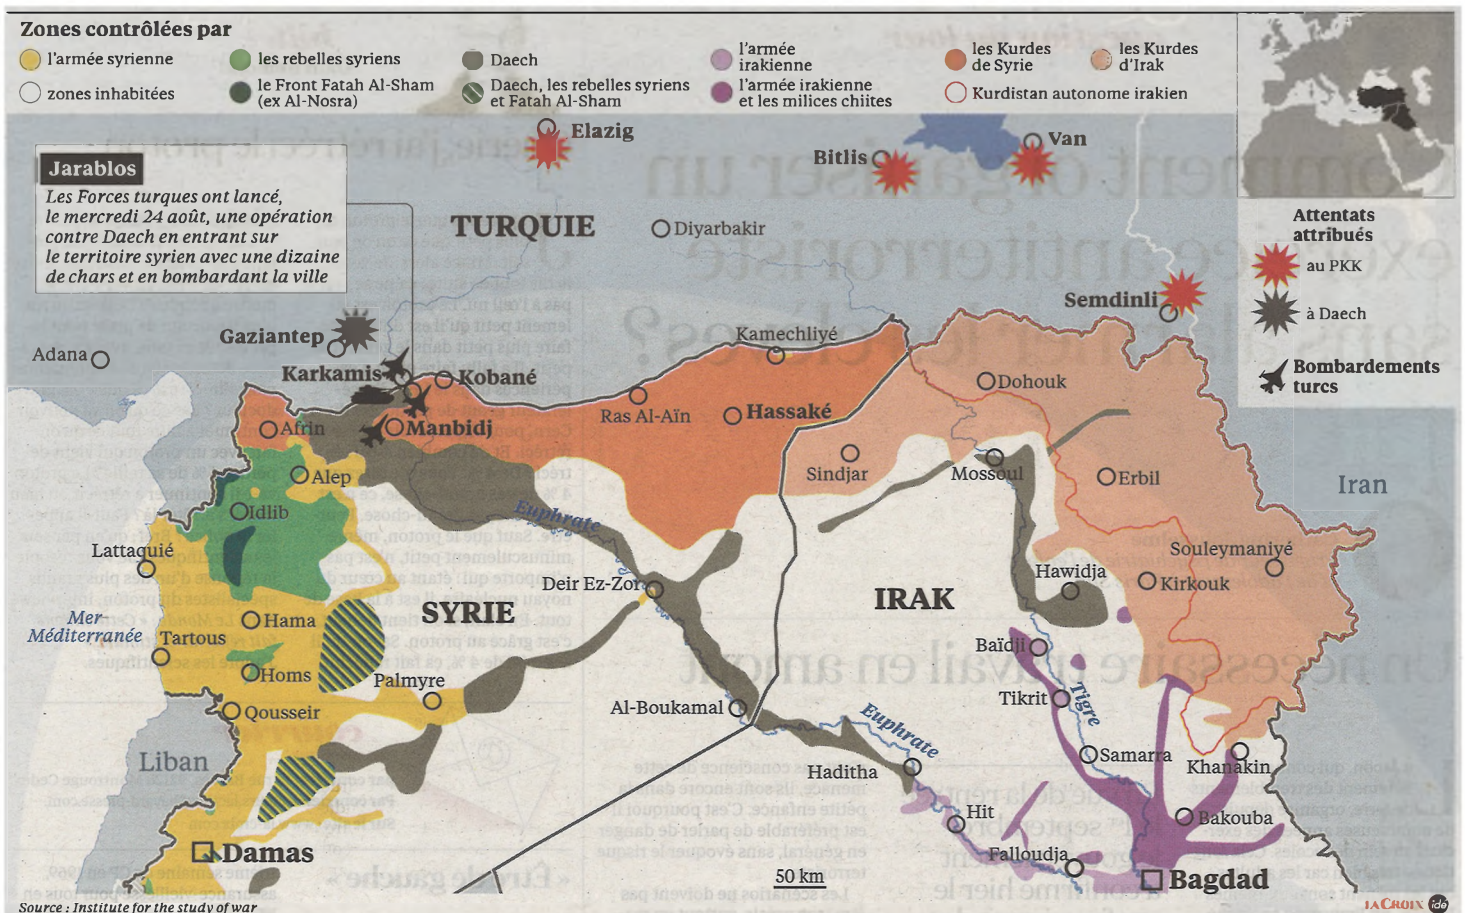 Zones contrôlées par
l'armée syrienne
zones inhabitées
les rebelles syriens
le Front Fatah Al-Sham
(ex Al-Nosra)
Daech
Daech, les rebelles syriens
et Fatah Al-Sham
l'armée
irakienne
l'armée irakienne
et les milices chiites
les Kurdes
de Syrie
les Kurdes
d'Irak
Kurdistan autonome irakien
Jarablos
Les Forces turques ont lancé,
le mercredi 24 août, une opération
contre Daech en entrant sur
le territoire syrien avec une dizaine
de chars et en bombardant la ville
Attentats
attribués
au PKK
à Daech
Bombardements
turcs
Elazig
Bitlis
Van
TURQUIE
Diyarbakir
Semdinli
Gaziantep
Adana
Karkamis
Kobané
Kamechliyé
Ras Al-Aïn
Hassaké
Dohouk
Afrin
Manbidj
Alep
Sindjar
Mossoul
Erbil
Iran
Idlib
Euphrate
Lattaquié
Souleymaniyé
Deir Ez-Zor
Hawidja
Kirkouk
SYRIE
IRAK
Mer
Méditerranée
Hama
Tartous
Baïdji
Homs
Palmyre
Tikrit
Tigre
Qousseir
Al-Boukamal
Euphrate
Liban
Haditha
Samarra
Khanakin
Hit
Bakouba
Damas
Falloudja
50 km
Bagdad
Source : Institute for the study of war
LA CROIX idé